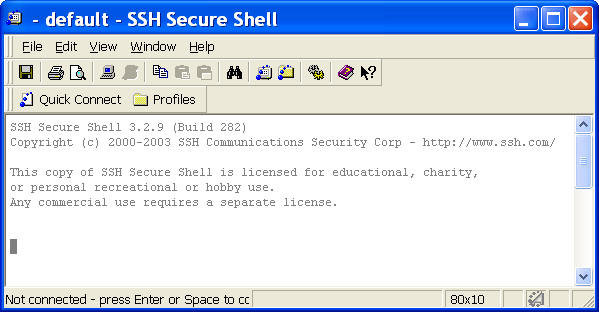 - default - SSH Secure Shell
File Edit View Window Help
Quick Connect Profiles
SSH Secure Shell 3.2.9 (Build 282)
Copyright (c) 2000-2003 SSH Communications Security Corp - http://www.ssh.com/
This copy of SSH Secure Shell is licensed for educational, charity,
or personal recreational or hobby use.
Any commercial use requires a separate license.
Not connected - press Enter or Space to cc 80x10